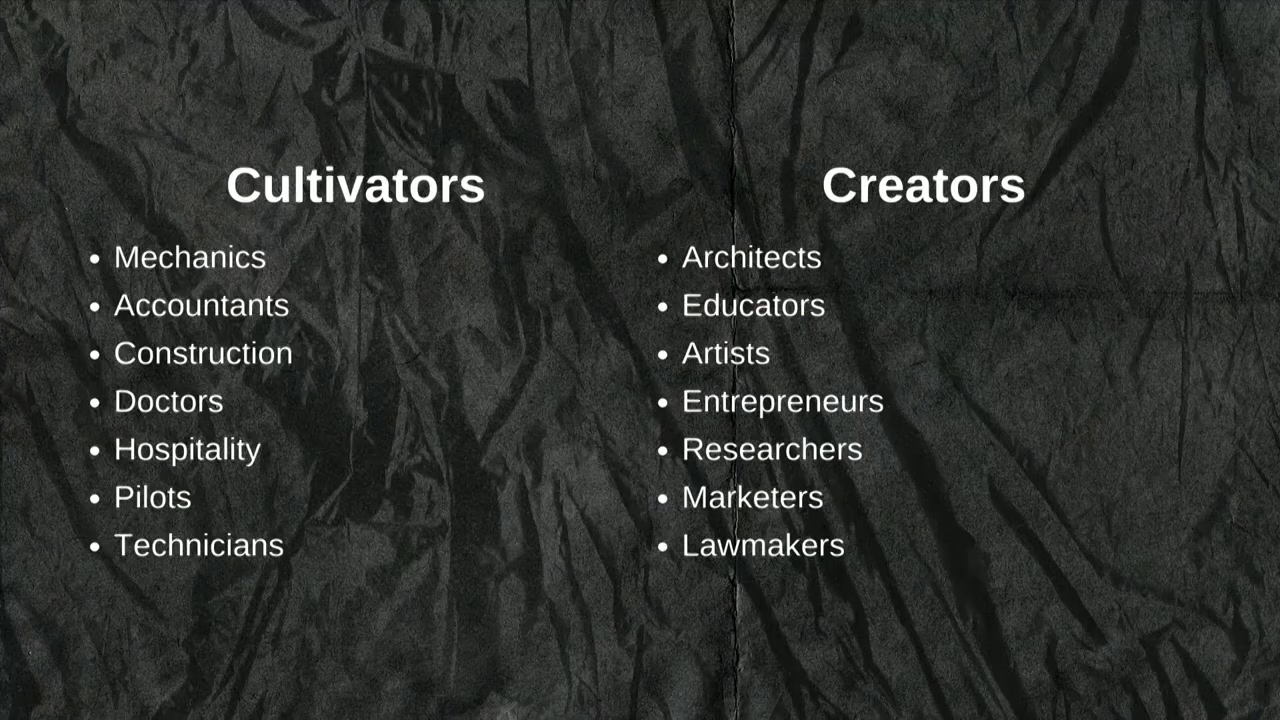 Cultivators
• Mechanics
• Accountants
• Construction
• Doctors
• Hospitality
• Pilots
• Technicians
Creators
• Architects
• Educators
• Artists
• Entrepreneurs
• Researchers
• Marketers
• Lawmakers